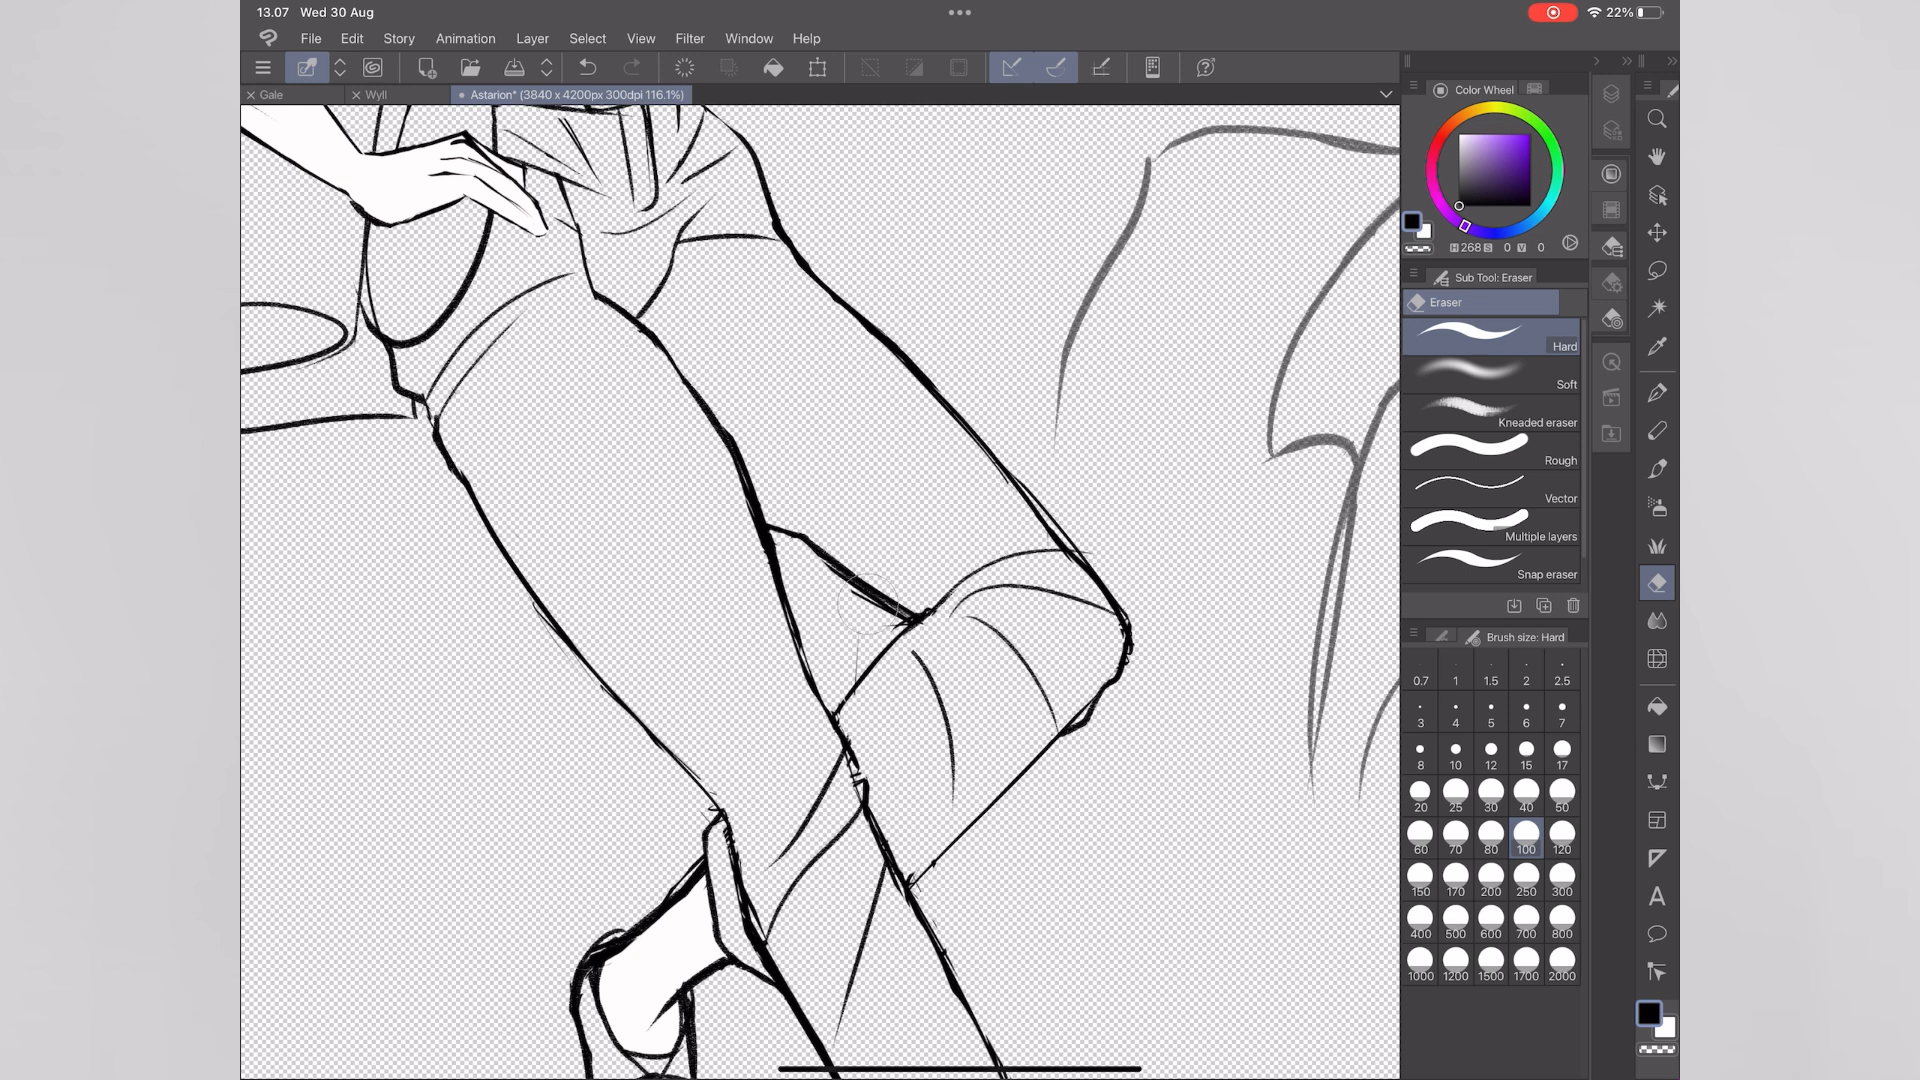 13.07 Wed 30 Aug
22%
File Edit Story Animation Layer Select View Filter Window Help
Gale
Wyll
Astarion* (3840 x 4200px 300dpi 116.1%)
Color Wheel
H 268 S 0 V 0
Sub Tool: Eraser
Eraser
Hard
Soft
Kneaded eraser
Rough
Vector
Multiple layers
Snap eraser
Brush size: Hard
0.7 1 1.5 2 2.5
3 4 5 6 7
8 10 12 15 17
20 25 30 40 50
60 70 80 100 120
150 170 200 250 300
400 500 600 700 800
1000 1200 1500 1700 2000